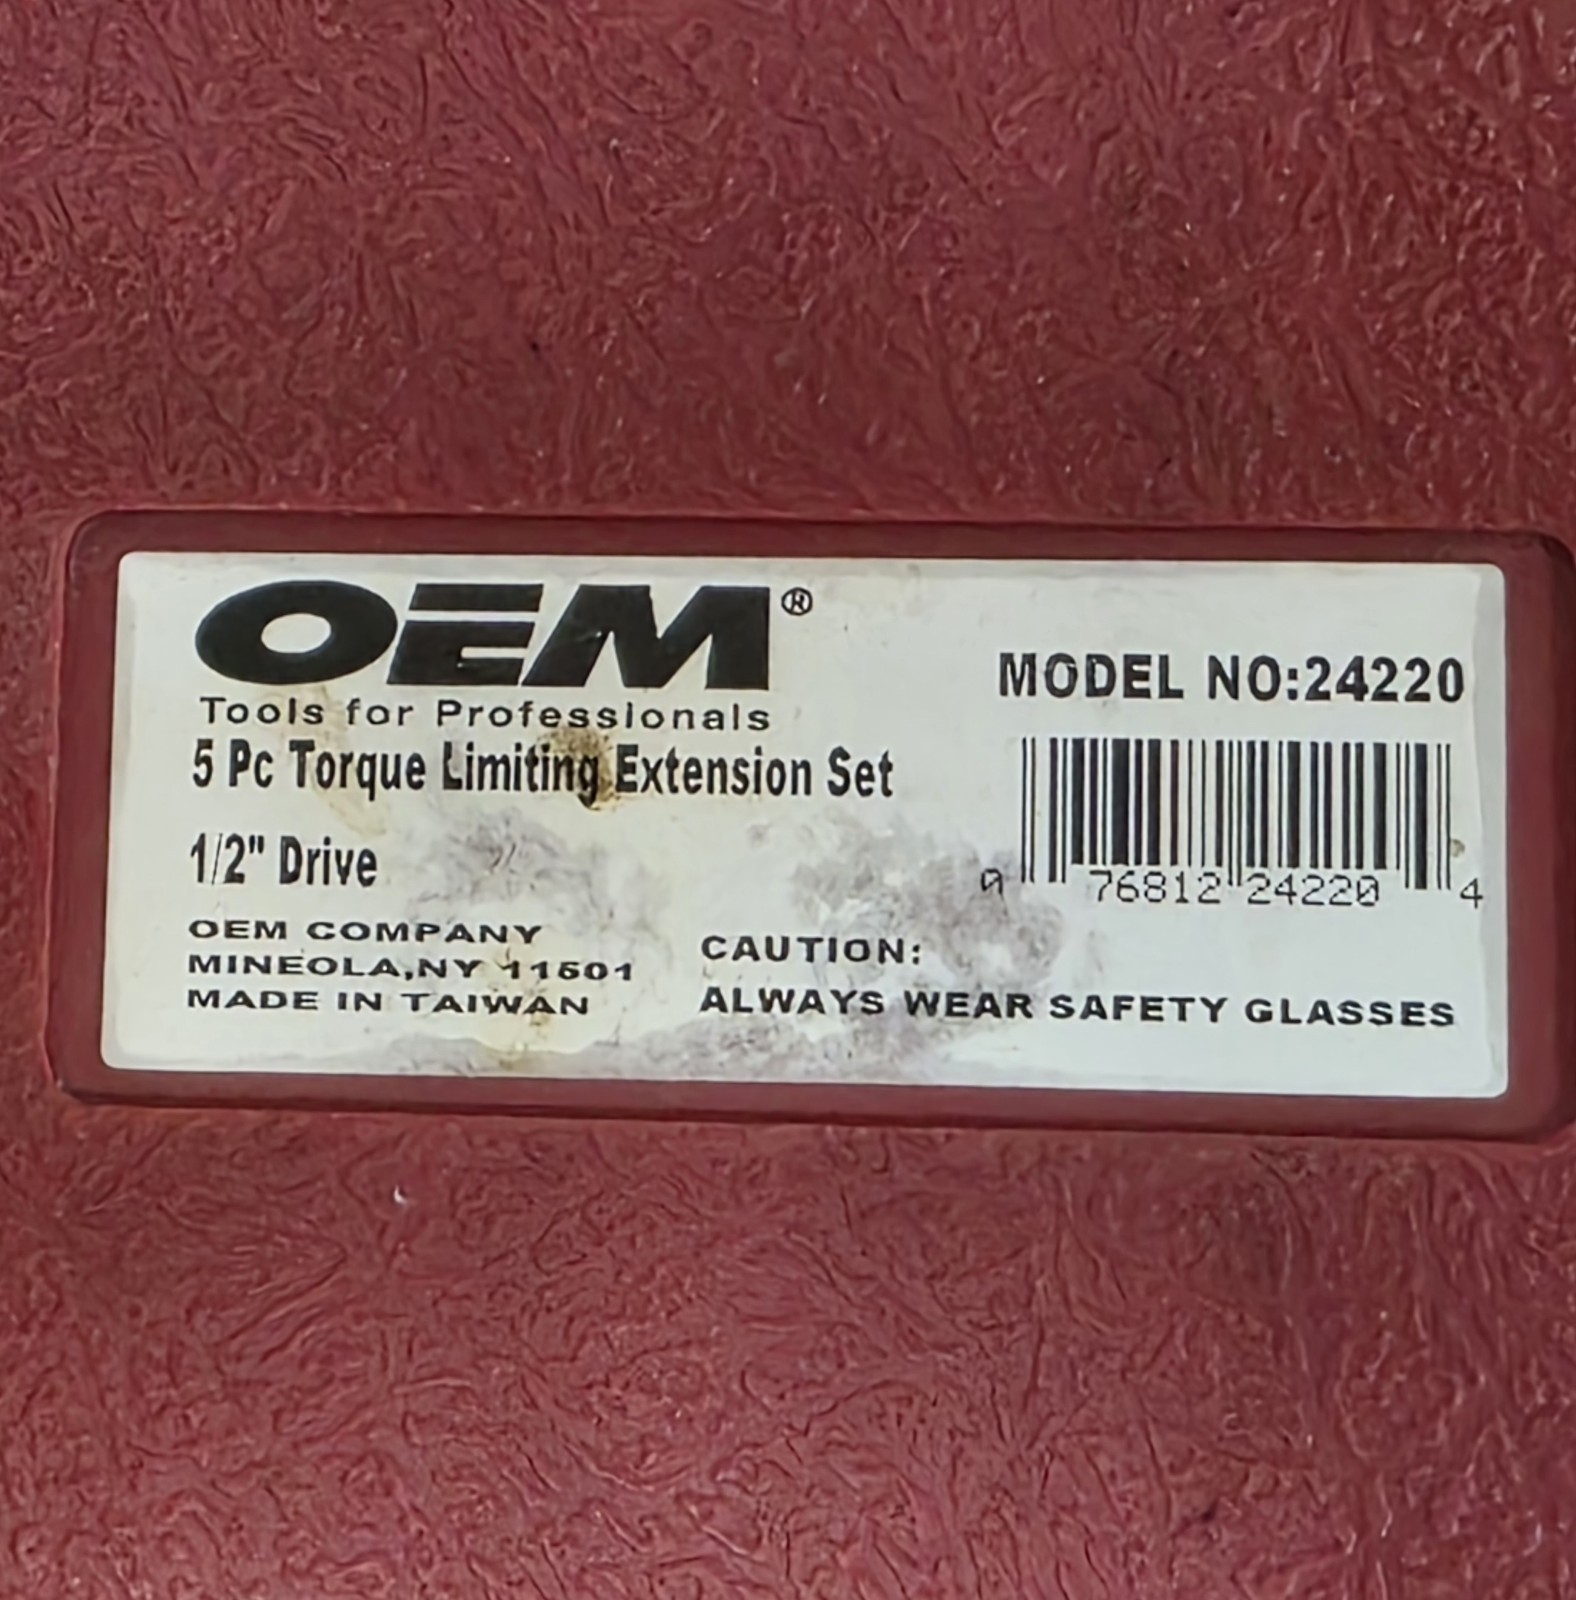 OEM®
Tools for Professionals
5 Pc Torque Limiting Extension Set
1/2" Drive
OEM COMPANY
MINEOLA,NY 11501
MADE IN TAIWAN
MODEL NO:24220
0 76812 24220 4
CAUTION:
ALWAYS WEAR SAFETY GLASSES